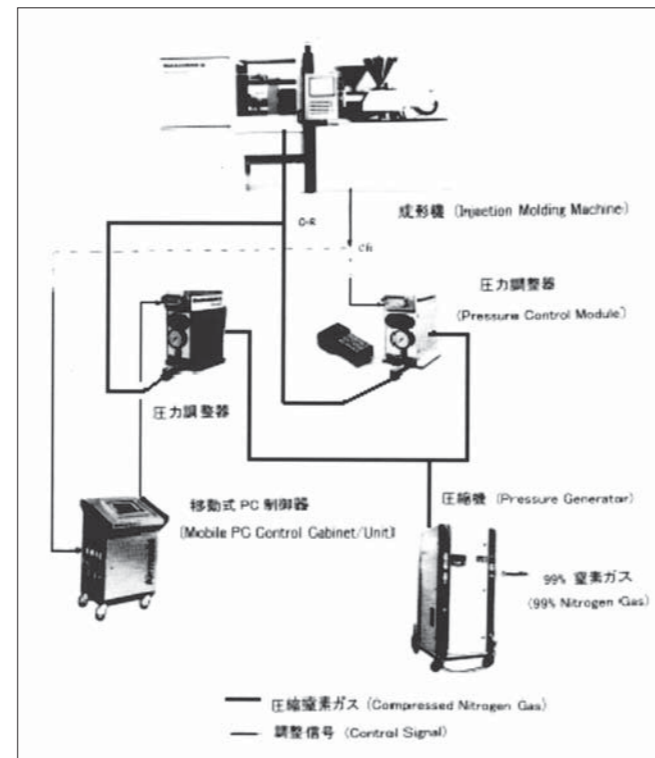 成形機 (Injection Molding Machine)
O-R
圧力調整器
(Pressure Control Module)
圧力調整器
移動式 PC 制御器
(Mobile PC Control Cabinet/Unit)
圧縮機 (Pressure Generator)
99% 窒素ガス
(99% Nitrogen Gas)
圧縮窒素ガス (Compressed Nitrogen Gas)
調整信号 (Control Signal)